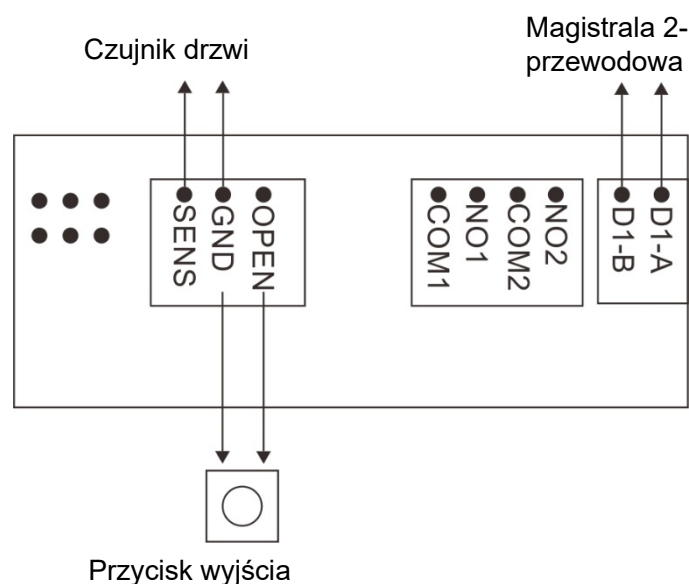 Czujnik drzwi
Magistrala 2-
przewodowa
SENS
GND
OPEN
COM1
NO1
COM2
NO2
D1-B
D1-A
Przycisk wyjścia